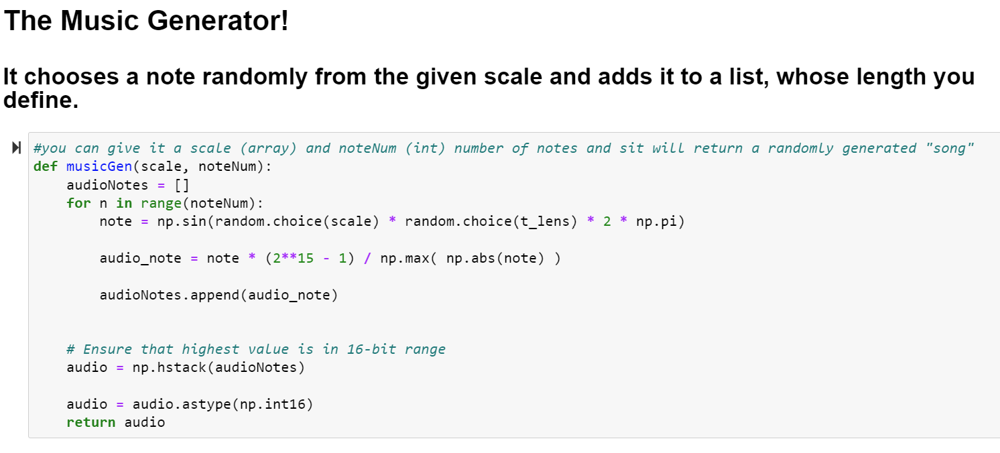 The Music Generator!
It chooses a note randomly from the given scale and adds it to a list, whose length you
define.
#you can give it a scale (array) and noteNum (int) number of notes and sit will return a randomly generated "song"
def musicGen(scale, noteNum):
    audioNotes = []
    for n in range(noteNum):
        note = np.sin(random.choice(scale) * random.choice(t_lens) * 2 * np.pi)
        audio_note = note * (2**15 - 1) / np.max( np.abs(note) )
        audioNotes.append(audio_note)
    # Ensure that highest value is in 16-bit range
    audio = np.hstack(audioNotes)
    audio = audio.astype(np.int16)
    return audio